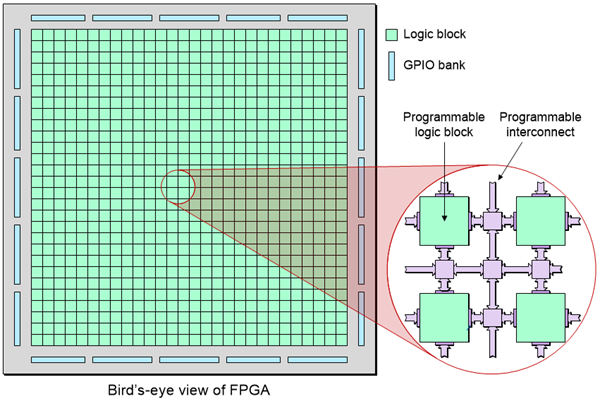 Logic block
GPIO bank
Programmable
logic block
Programmable
interconnect
Bird's-eye view of FPGA